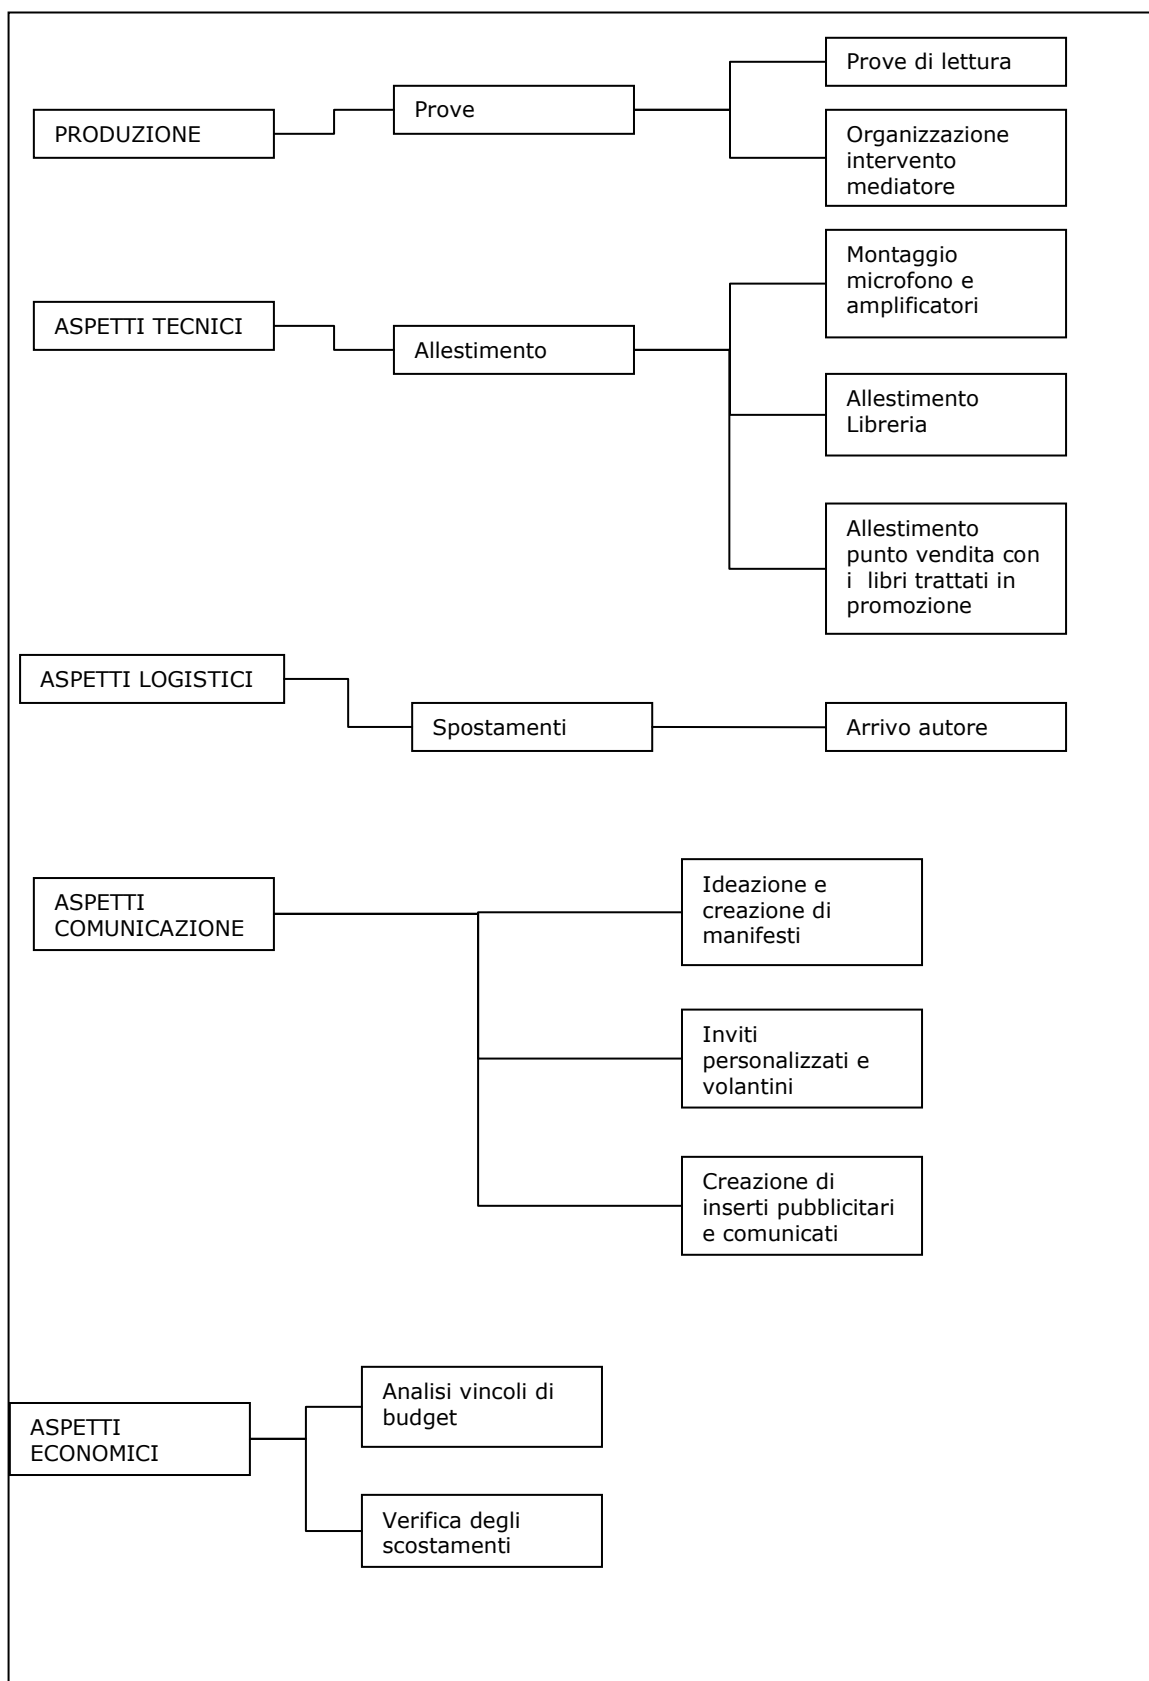 PRODUZIONE
Prove
Prove di lettura
Organizzazione
intervento
mediatore
ASPETTI TECNICI
Allestimento
Montaggio
microfono e
amplificatori
Allestimento
Libreria
Allestimento
punto vendita con
i  libri trattati in
promozione
ASPETTI LOGISTICI
Spostamenti
Arrivo autore
ASPETTI
COMUNICAZIONE
Ideazione e
creazione di
manifesti
Inviti
personalizzati e
volantini
Creazione di
inserti pubblicitari
e comunicati
ASPETTI
ECONOMICI
Analisi vincoli di
budget
Verifica degli
scostamenti